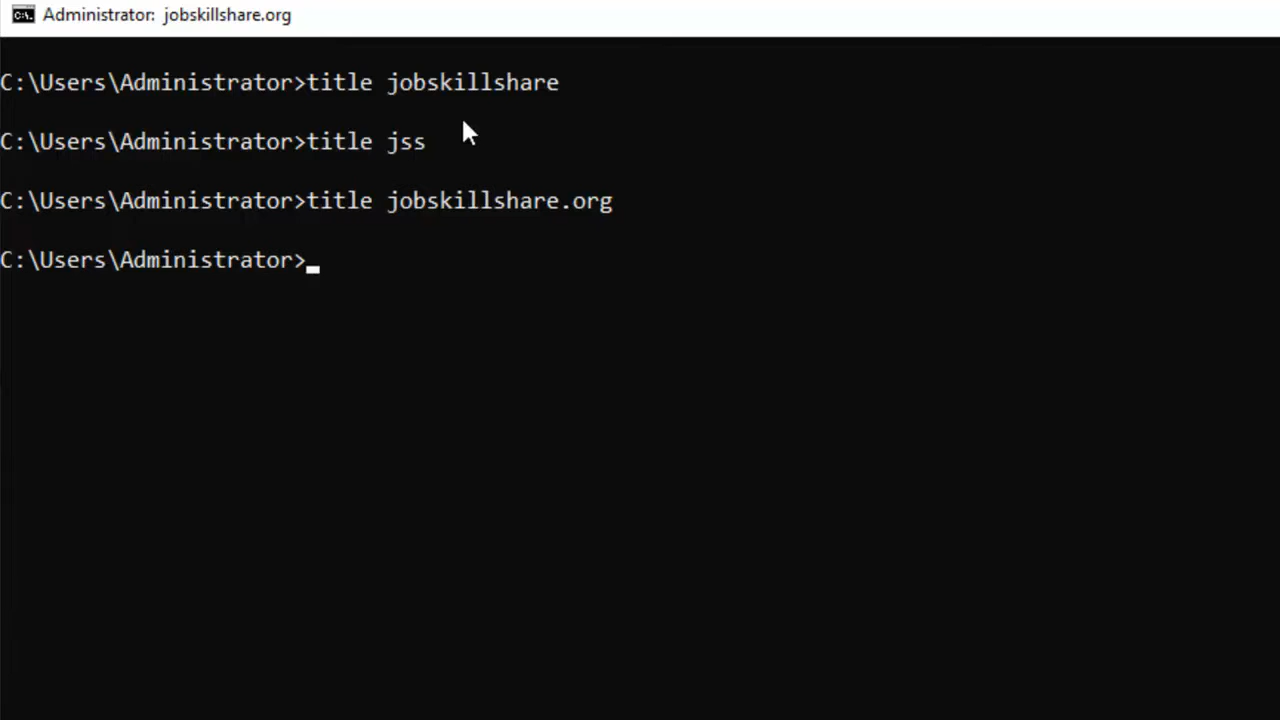 Administrator: jobskillshare.org
C:\Users\Administrator>title jobskillshare
C:\Users\Administrator>title jss
C:\Users\Administrator>title jobskillshare.org
C:\Users\Administrator>